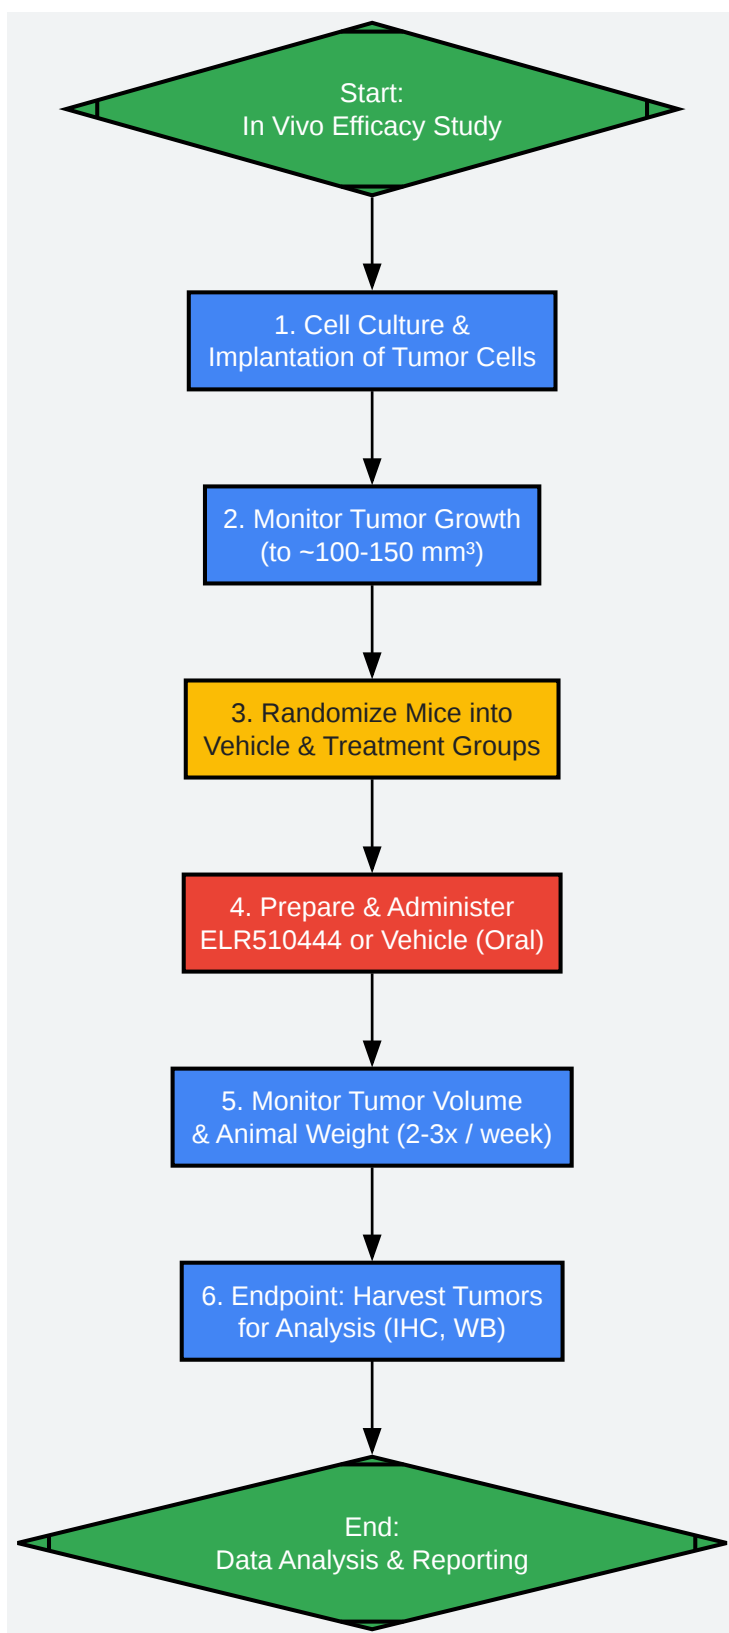 Start:
In Vivo Efficacy Study
1. Cell Culture &
Implantation of Tumor Cells
2. Monitor Tumor Growth
(to ~100-150 mm³)
3. Randomize Mice into
Vehicle & Treatment Groups
4. Prepare & Administer
ELR510444 or Vehicle (Oral)
5. Monitor Tumor Volume
& Animal Weight (2-3x / week)
6. Endpoint: Harvest Tumors
for Analysis (IHC, WB)
End:
Data Analysis & Reporting